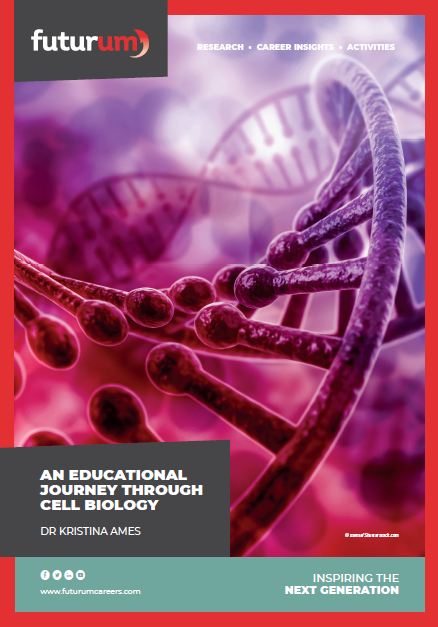 futurum
RESEARCH • CAREER INSIGHTS • ACTIVITIES
AN EDUCATIONAL
JOURNEY THROUGH
CELL BIOLOGY
DR KRISTINA AMES
www.futurumcareers.com
INSPIRING THE
NEXT GENERATION